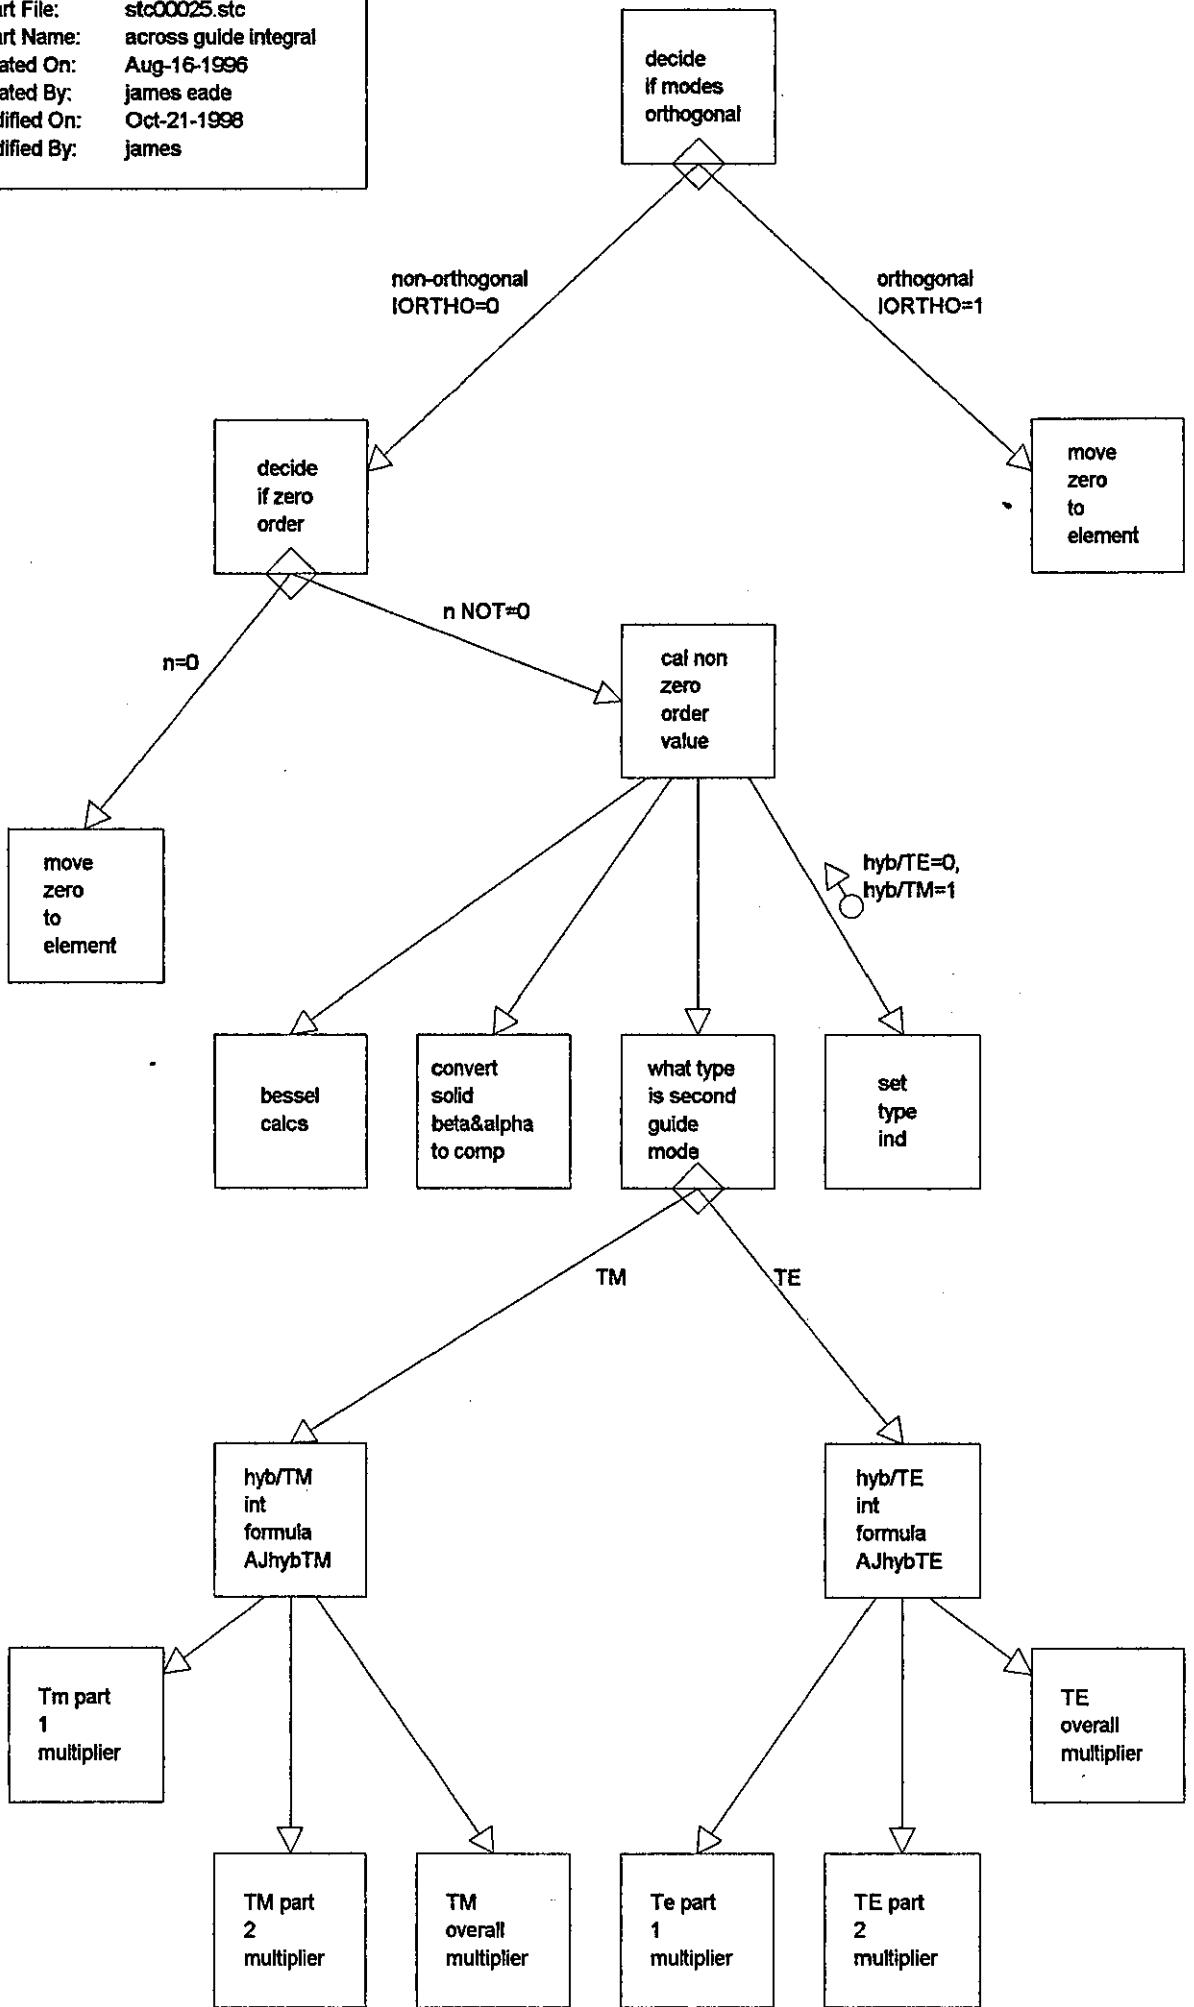 art File: stc00025.stc
art Name: across guide integral
ated On: Aug-16-1996
ated By: james eade
dified On: Oct-21-1998
dified By: james
decide
if modes
orthogonal
non-orthogonal
IORTHO=0
orthogonal
IORTHO=1
decide
if zero
order
move
zero
to
element
n NOT=0
n=0
cal non
zero
order
value
move
zero
to
element
hyb/TE=0,
hyb/TM=1
bessel
calcs
convert
solid
beta&alpha
to comp
what type
is second
guide
mode
set
type
ind
TM
TE
hyb/TM
int
formula
AJhybTM
hyb/TE
int
formula
AJhybTE
Tm part
1
multiplier
TE
overall
multiplier
TM part
2
multiplier
TM
overall
multiplier
Te part
1
multiplier
TE part
2
multiplier